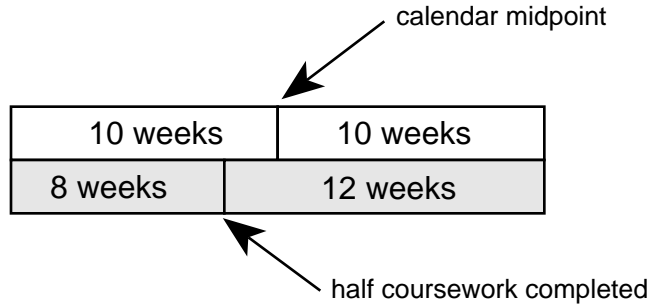 calendar midpoint
10 weeks 10 weeks
8 weeks 12 weeks
half coursework completed